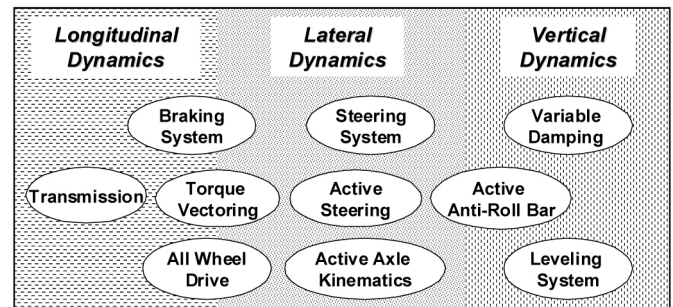 Longitudinal
Dynamics
Lateral
Dynamics
Vertical
Dynamics
Braking
System
Steering
System
Variable
Damping
Transmission
Torque
Vectoring
Active
Steering
Active
Anti-Roll Bar
All Wheel
Drive
Active Axle
Kinematics
Leveling
System